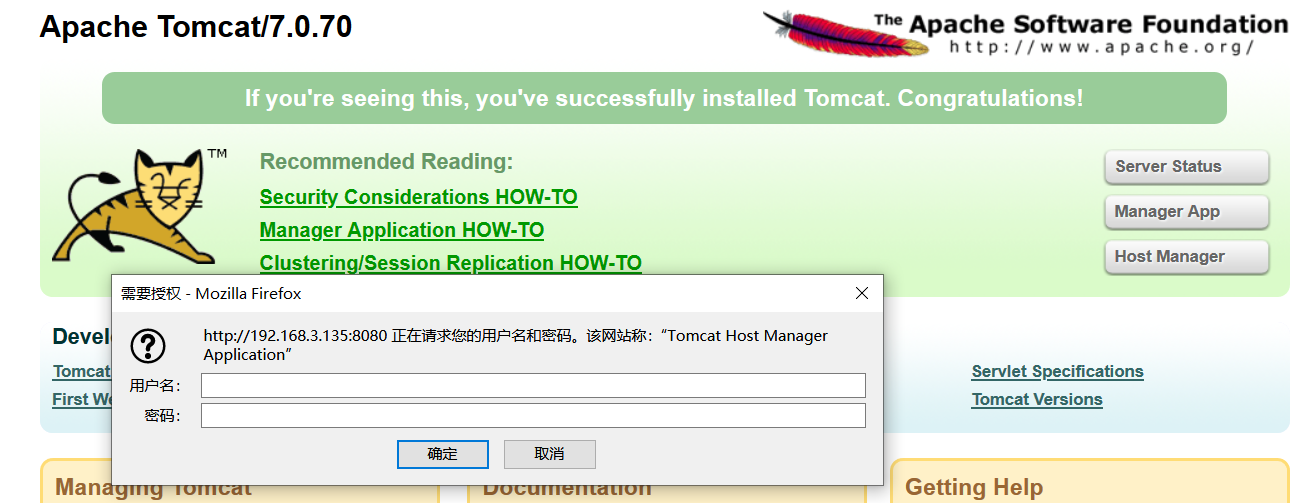 Apache Tomcat/7.0.70
The Apache Software Foundation
http://www.apache.org/
If you're seeing this, you've successfully installed Tomcat. Congratulations!
TM
Recommended Reading:
Security Considerations HOW-TO
Manager Application HOW-TO
Clustering/Session Replication HOW-TO
Server Status
Manager App
Host Manager
需要授权 - Mozilla Firefox
http://192.168.3.135:8080 正在请求您的用户名和密码。该网站称：“Tomcat Host Manager
Application”
用户名：
密码：
确定 取消
Tomcat
First
Servlet Specifications
Tomcat Versions
Managing Tomcat
Documentation
Getting Help